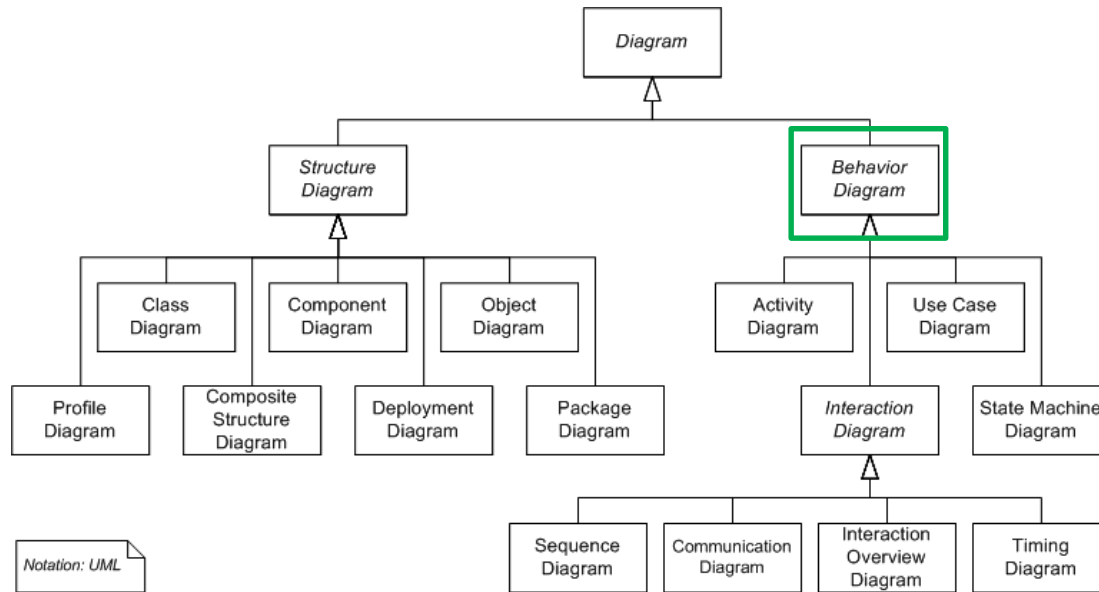 Diagram
Structure
Diagram
Behavior
Diagram
Class
Diagram
Component
Diagram
Object
Diagram
Activity
Diagram
Use Case
Diagram
Profile
Diagram
Composite
Structure
Diagram
Deployment
Diagram
Package
Diagram
Interaction
Diagram
State Machine
Diagram
Sequence
Diagram
Communication
Diagram
Interaction
Overview
Diagram
Timing
Diagram
Notation: UML